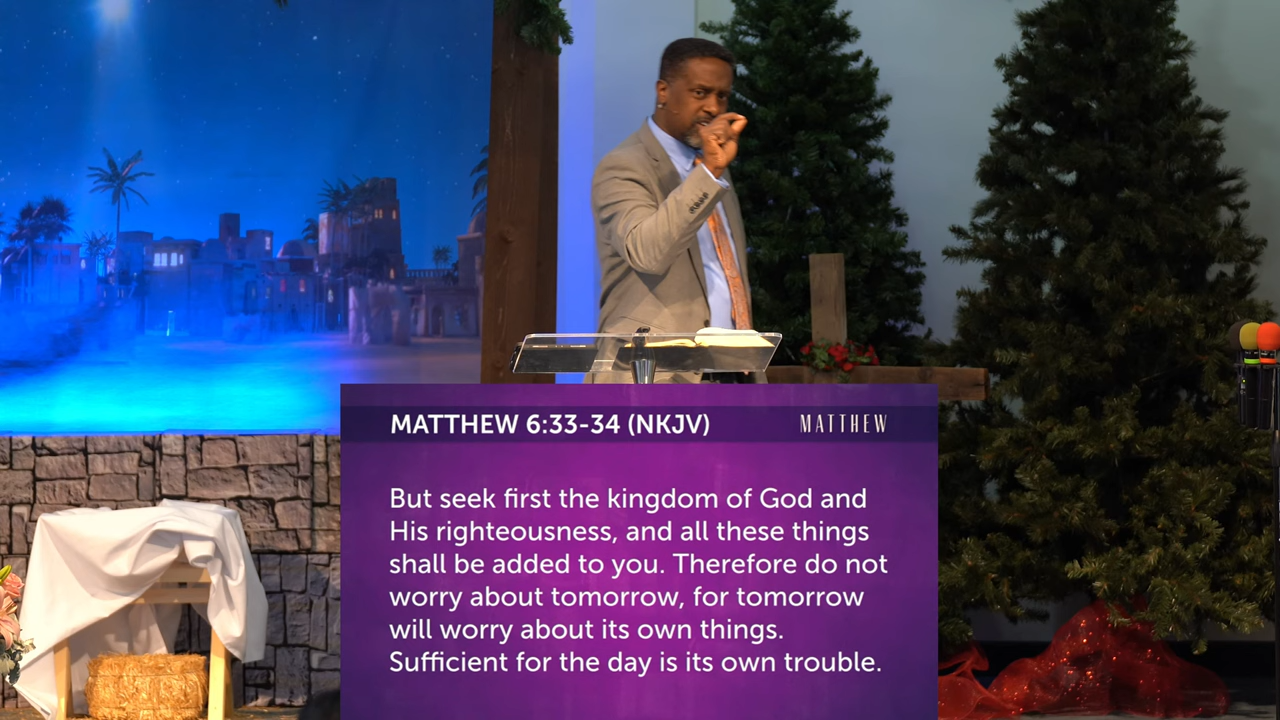 MATTHEW 6:33-34 (NKJV)
MATTHEW
But seek first the kingdom of God and
His righteousness, and all these things
shall be added to you. Therefore do not
worry about tomorrow, for tomorrow
will worry about its own things.
Sufficient for the day is its own trouble.